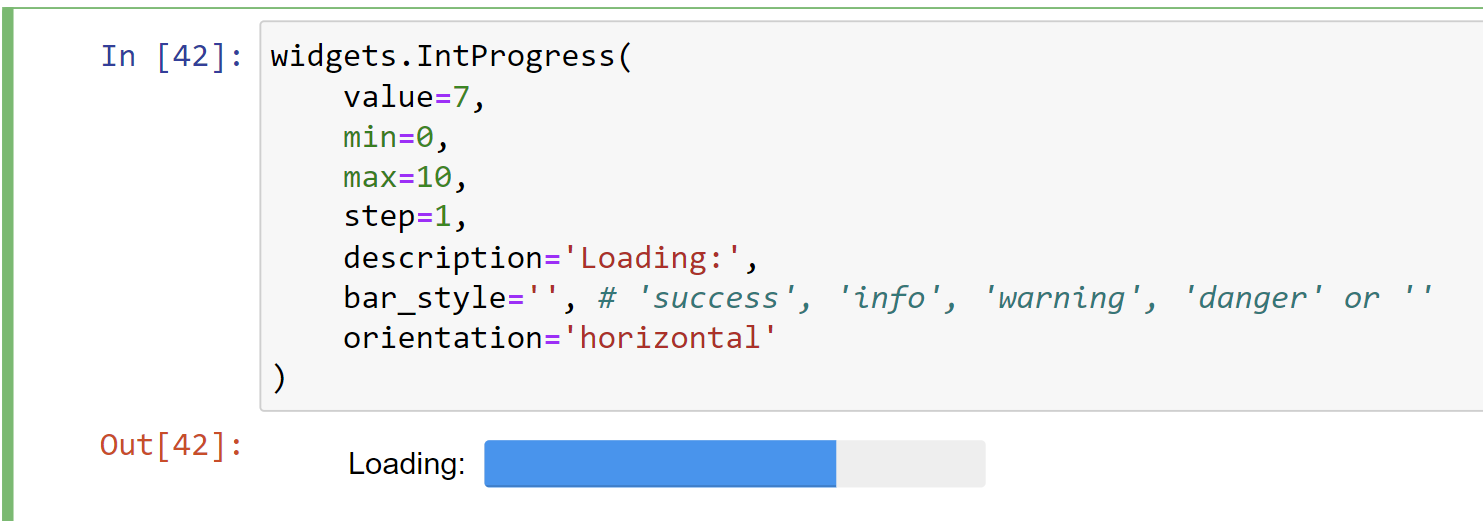 In [42]: widgets.IntProgress(
    value=7,
    min=0,
    max=10,
    step=1,
    description='Loading:',
    bar_style='', # 'success', 'info', 'warning', 'danger' or ''
    orientation='horizontal'
)
Out[42]: Loading: